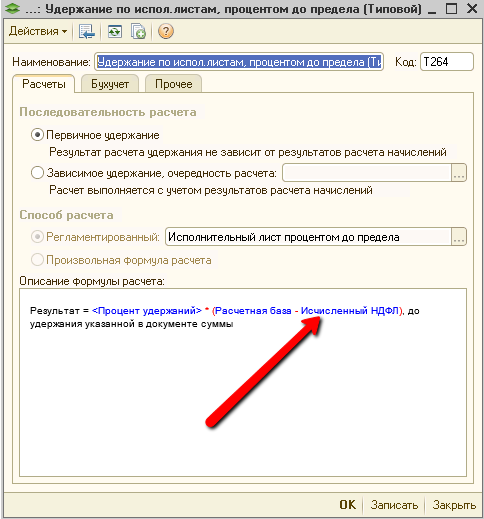 ...: Удержание по испол.листам, процентом до предела (Типовой)
Действия
Наименование: Удержание по испол.листам, процентом до предела (Ти Код: Т264
Расчеты Бухучет Прочее
Последовательность расчета
Первичное удержание
Результат расчета удержания не зависит от результатов расчета начислений
Зависимое удержание, очередность расчета: ...
Расчет выполняется с учетом результатов расчета начислений
Способ расчета
Регламентированный: Исполнительный лист процентом до предела ...
Произвольная формула расчета
Описание формулы расчета:
Результат = <Процент удержаний> * (Расчетная база - Исчисленный НДФЛ), до
удержания указанной в документе суммы
OK Записать Закрыть